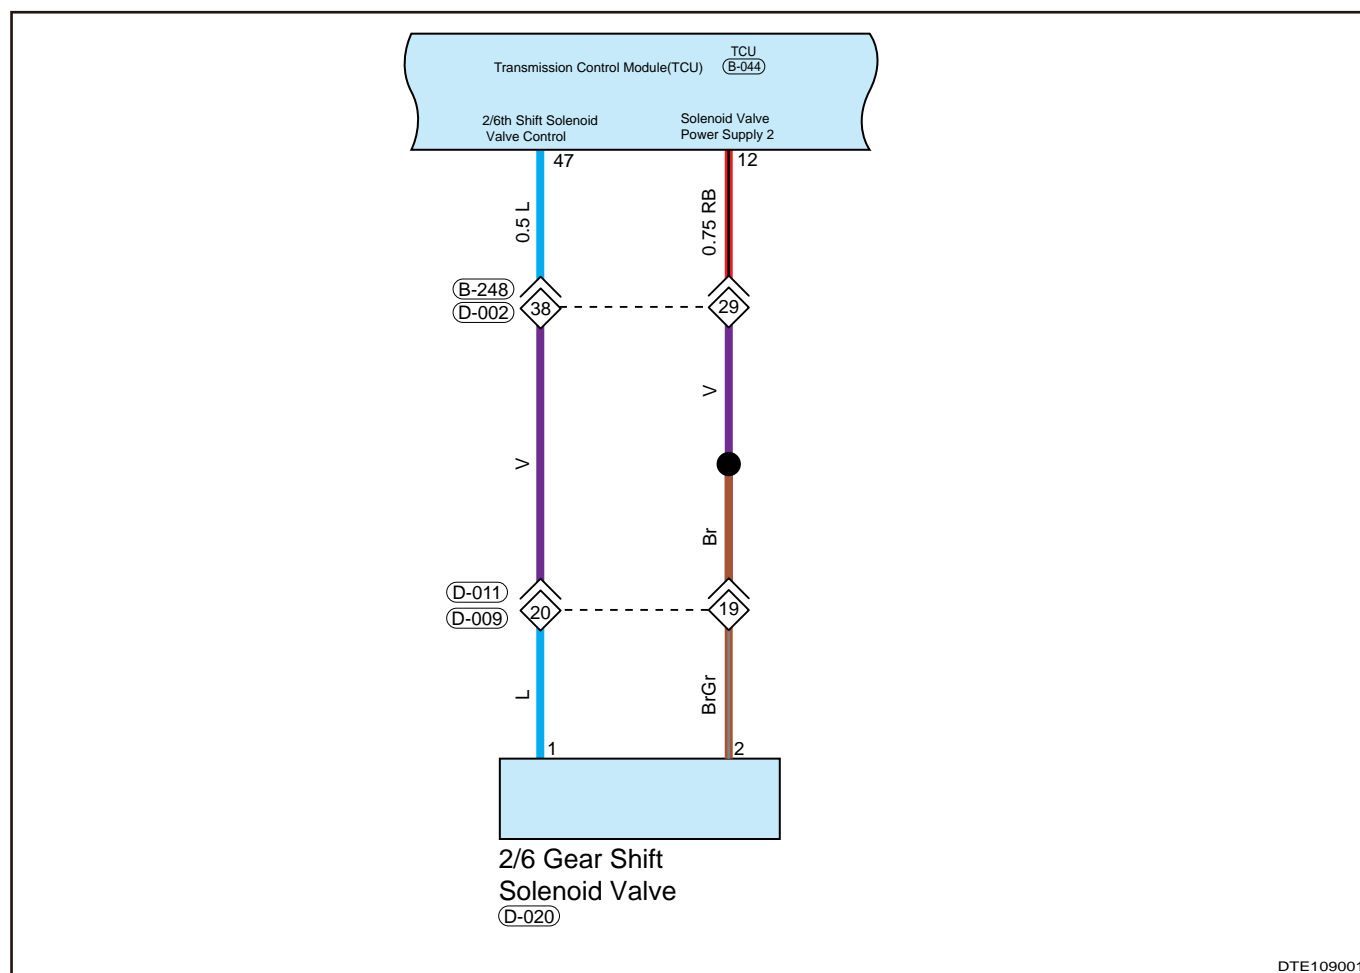 TCU
Transmission Control Module(TCU)
B-044
2/6th Shift Solenoid
Valve Control
Solenoid Valve
Power Supply 2
47
12
0.5 L
0.75 RB
B-248
D-002
38
29
V
V
Br
D-011
D-009
20
19
L
BrGr
1
2
2/6 Gear Shift
Solenoid Valve
D-020
DTE109001